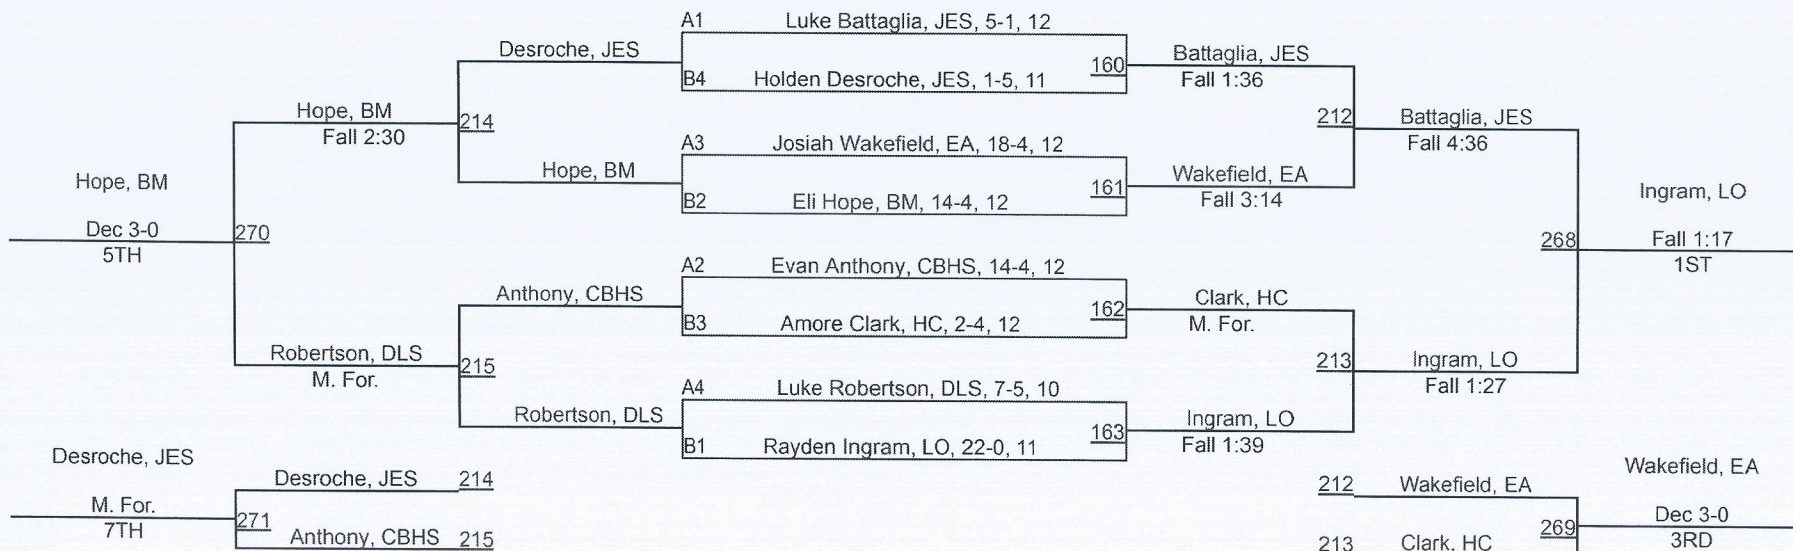 A1 Luke Battaglia, JES, 5-1, 12
Desroche, JES
Battaglia, JES
160
B4 Holden Desroche, JES, 1-5, 11
Fall 1:36
Hope, BM
214
212
Battaglia, JES
Fall 2:30
A3 Josiah Wakefield, EA, 18-4, 12
Fall 4:36
Hope, BM
Hope, BM
Wakefield, EA
161
Ingram, LO
B2 Eli Hope, BM, 14-4, 12
Fall 3:14
Dec 3-0
270
268
Fall 1:17
5TH
1ST
A2 Evan Anthony, CBHS, 14-4, 12
Anthony, CBHS
Clark, HC
162
B3 Amore Clark, HC, 2-4, 12
M. For.
Robertson, DLS
215
213
Ingram, LO
M. For.
A4 Luke Robertson, DLS, 7-5, 10
Fall 1:27
Robertson, DLS
Ingram, LO
163
B1 Rayden Ingram, LO, 22-0, 11
Fall 1:39
Desroche, JES
Wakefield, EA
Desroche, JES 214
212 Wakefield, EA
M. For.
271
269
Dec 3-0
7TH
3RD
Anthony, CBHS 215
213 Clark, HC